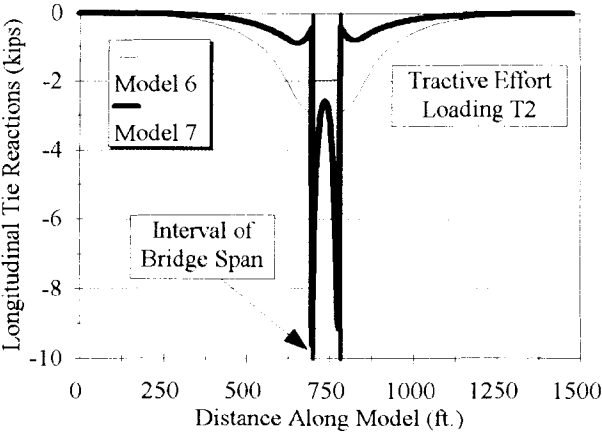 Longitudinal Tie Reactions (kips)
0
-2
-4
-6
-8
-10
Model 6
Model 7
Tractive Effort
Loading T2
Interval of
Bridge Span
0 250 500 750 1000 1250 1500
Distance Along Model (ft.)